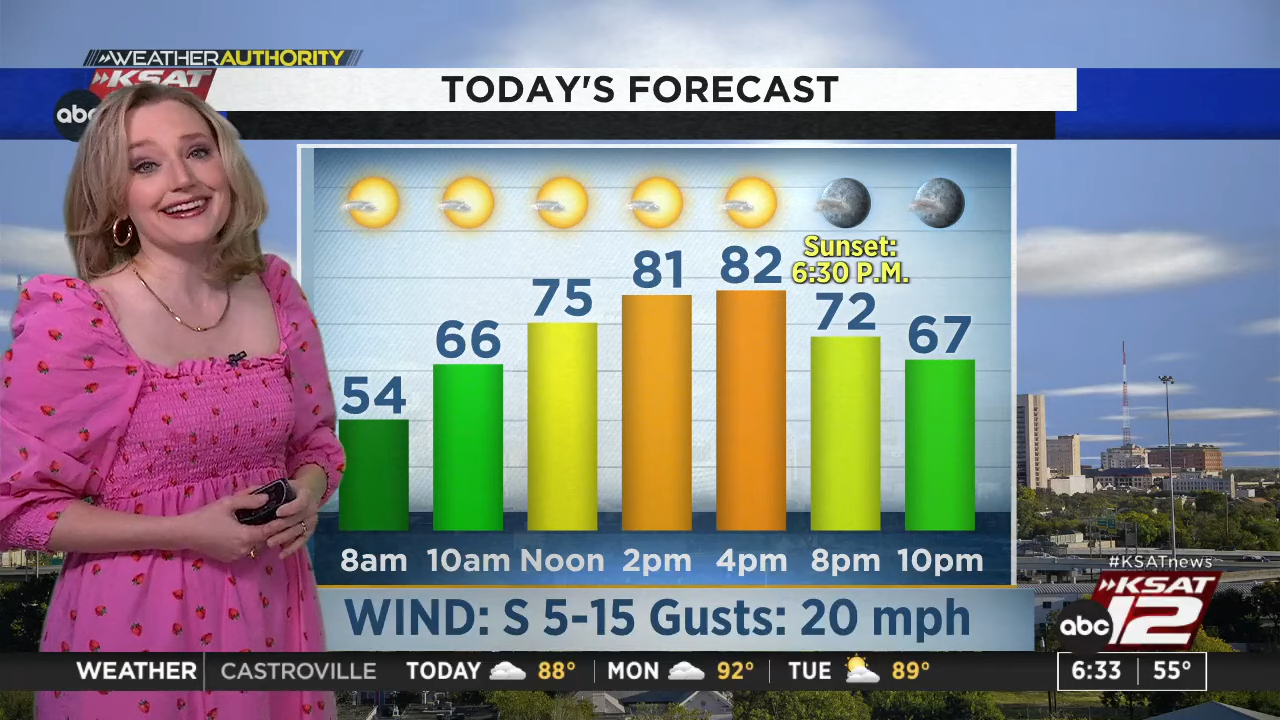 WEATHERAUTHORITY
KSAT
abc
TODAY'S FORECAST
Sunset:
6:30 P.M.
54 66 75 81 82 72 67
8am 10am Noon 2pm 4pm 8pm 10pm
WIND: S 5-15 Gusts: 20 mph
#KSATnews
KSAT
abc 12
WEATHER CASTROVILLE TODAY 88° MON 92° TUE 89° 6:33 55°